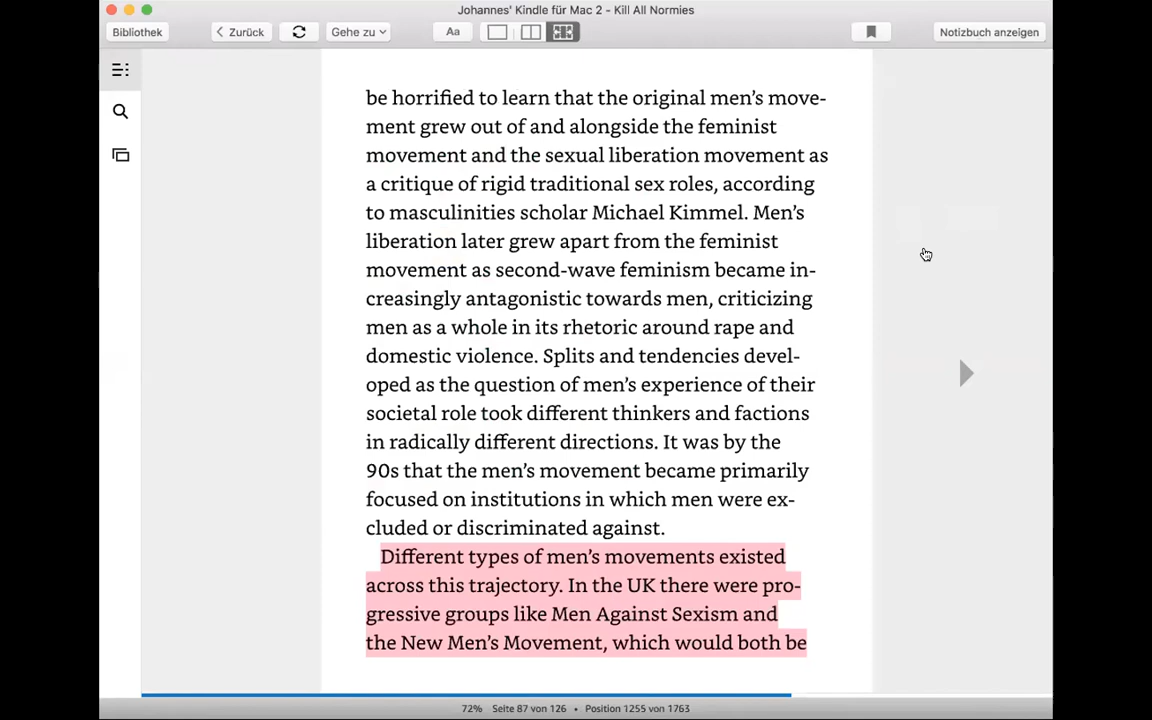 Johannes' Kindle für Mac 2 - Kill All Normies
Bibliothek
Zurück
Gehe zu
Aa
Notizbuch anzeigen
be horrified to learn that the original men's move-
ment grew out of and alongside the feminist
movement and the sexual liberation movement as
a critique of rigid traditional sex roles, according
to masculinities scholar Michael Kimmel. Men's
liberation later grew apart from the feminist
movement as second-wave feminism became in-
creasingly antagonistic towards men, criticizing
men as a whole in its rhetoric around rape and
domestic violence. Splits and tendencies devel-
oped as the question of men's experience of their
societal role took different thinkers and factions
in radically different directions. It was by the
90s that the men's movement became primarily
focused on institutions in which men were ex-
cluded or discriminated against.
Different types of men's movements existed
across this trajectory. In the UK there were pro-
gressive groups like Men Against Sexism and
the New Men's Movement, which would both be
72% Seite 87 von 126 • Position 1255 von 1763